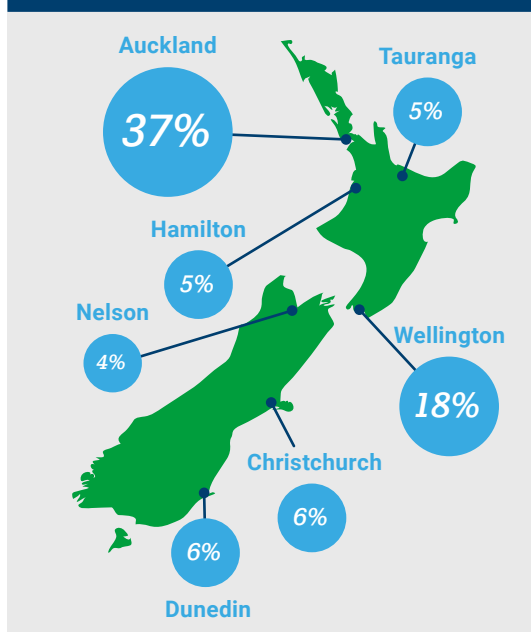 Auckland
37%
Tauranga
5%
Hamilton
5%
Nelson
4%
Wellington
18%
Christchurch
6%
6%
Dunedin